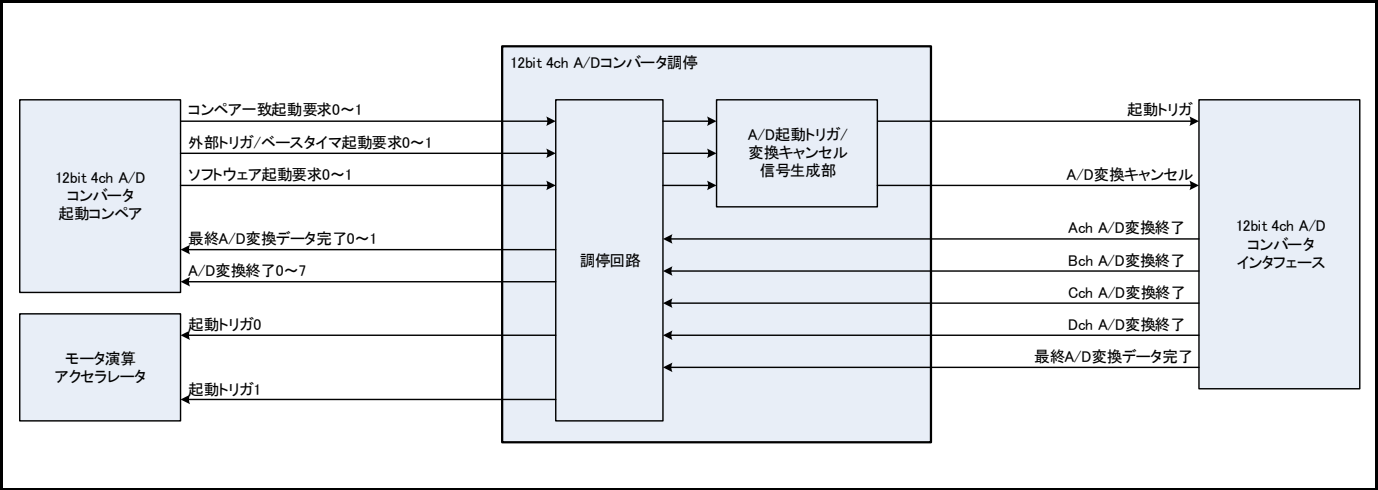 12bit 4ch A/Dコンバータ調停
12bit 4ch A/D
コンバータ
起動コンペア
コンペア一致起動要求0～1
外部トリガ/ベースタイマ起動要求0～1
ソフトウェア起動要求0～1
最終A/D変換データ完了0～1
A/D変換終了0～7
モータ演算
アクセラレータ
起動トリガ0
起動トリガ1
調停回路
A/D起動トリガ/
変換キャンセル
信号生成部
起動トリガ
A/D変換キャンセル
Ach A/D変換終了
Bch A/D変換終了
Cch A/D変換終了
Dch A/D変換終了
最終A/D変換データ完了
12bit 4ch A/D
コンバータ
インタフェース